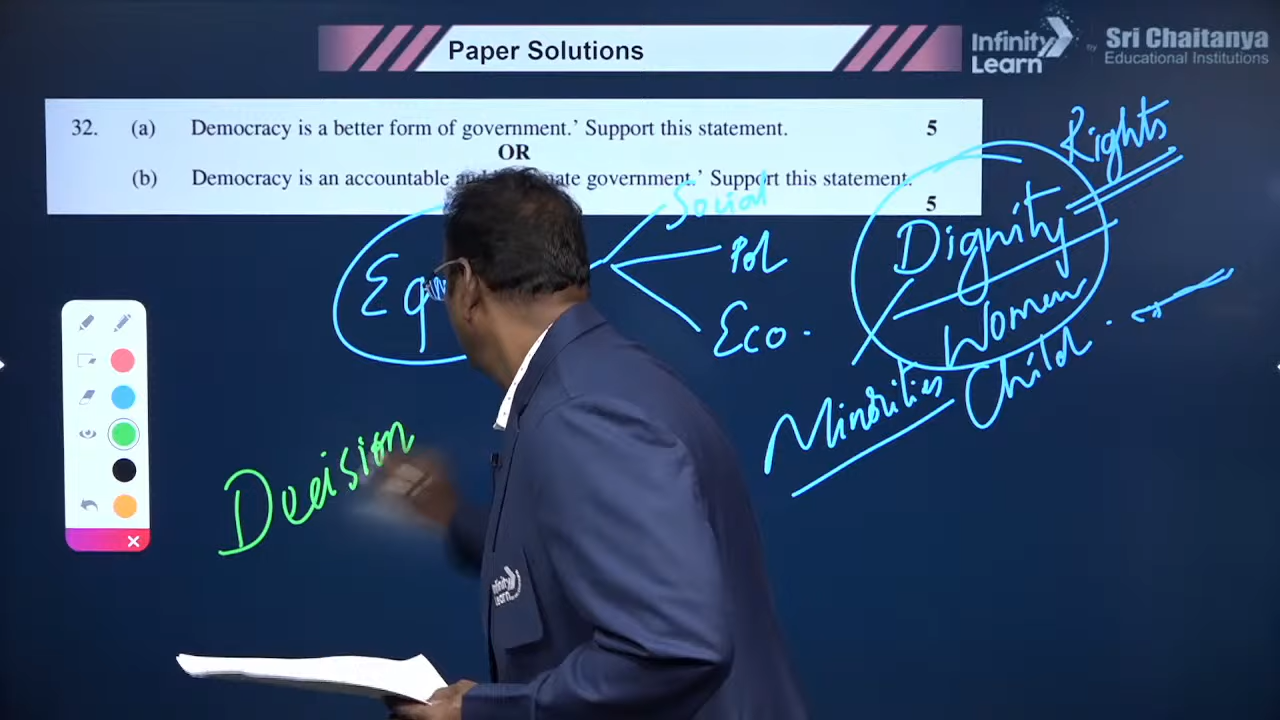 Paper Solutions
Infinity Learn
by
Sri Chaitanya
Educational Institutions
32. (a) Democracy is a better form of government.' Support this statement. 5
OR
(b) Democracy is an accountable government.' Support this statement.
5
Rights
Social
Dignity
Pol
Eco.
Women
Child
Minorities
Decision
Infinity Learn